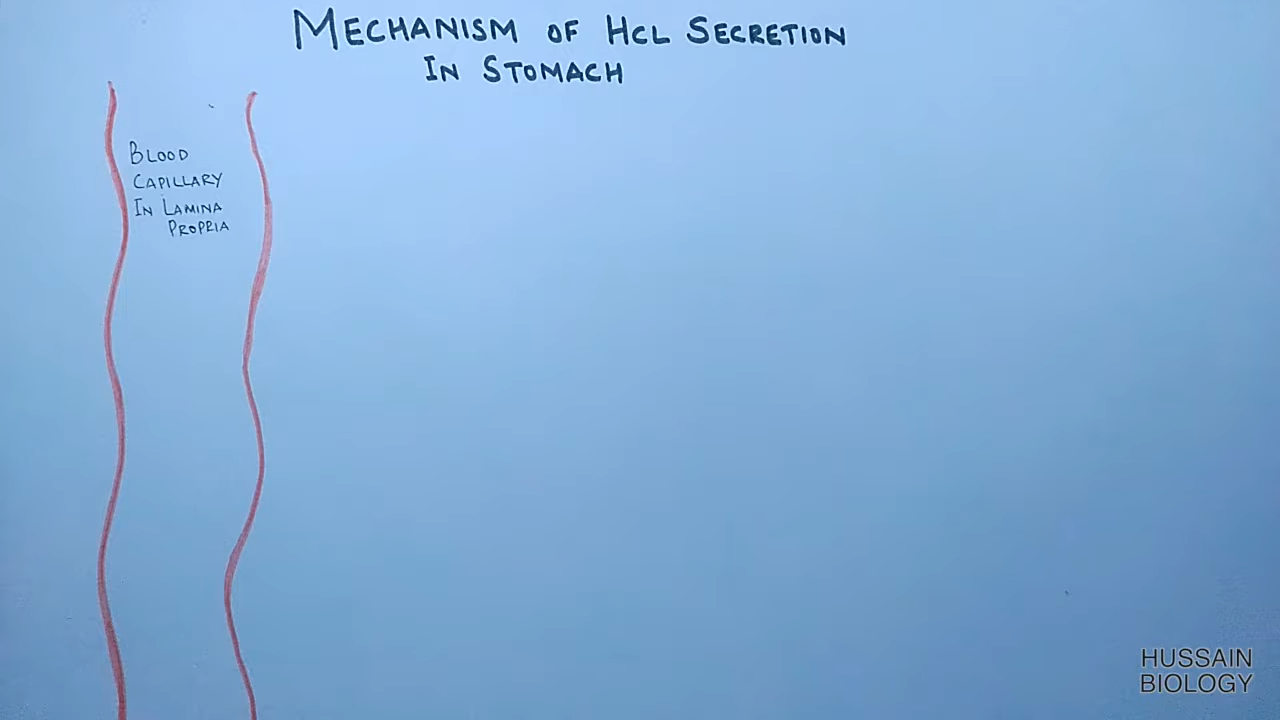 MECHANISM OF HCL SECRETION
IN STOMACH
BLOOD
CAPILLARY
IN LAMINA
PROPRIA
HUSSAIN
BIOLOGY